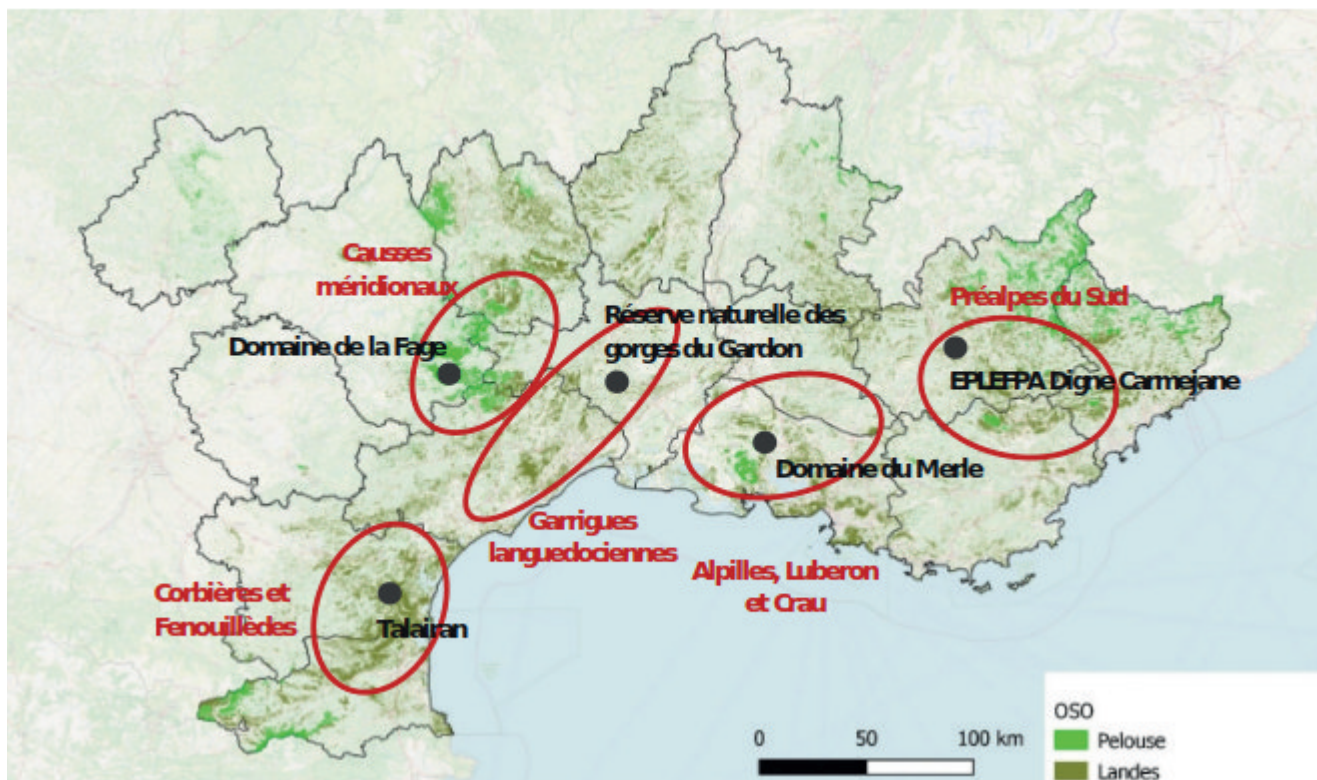 Causses
méridionaux
Domaine de la Fage
Réserve naturelle des
gorges du Gardon
Préalpes du Sud
EPLEFPA Digne Carmejane
Domaine du Merle
Garrigues
languedociennes
Alpilles, Luberon
et Crau
Corbières et
Fenouillèdes
Talairan
0 50 100 km
OSO
Pelouse
Landes